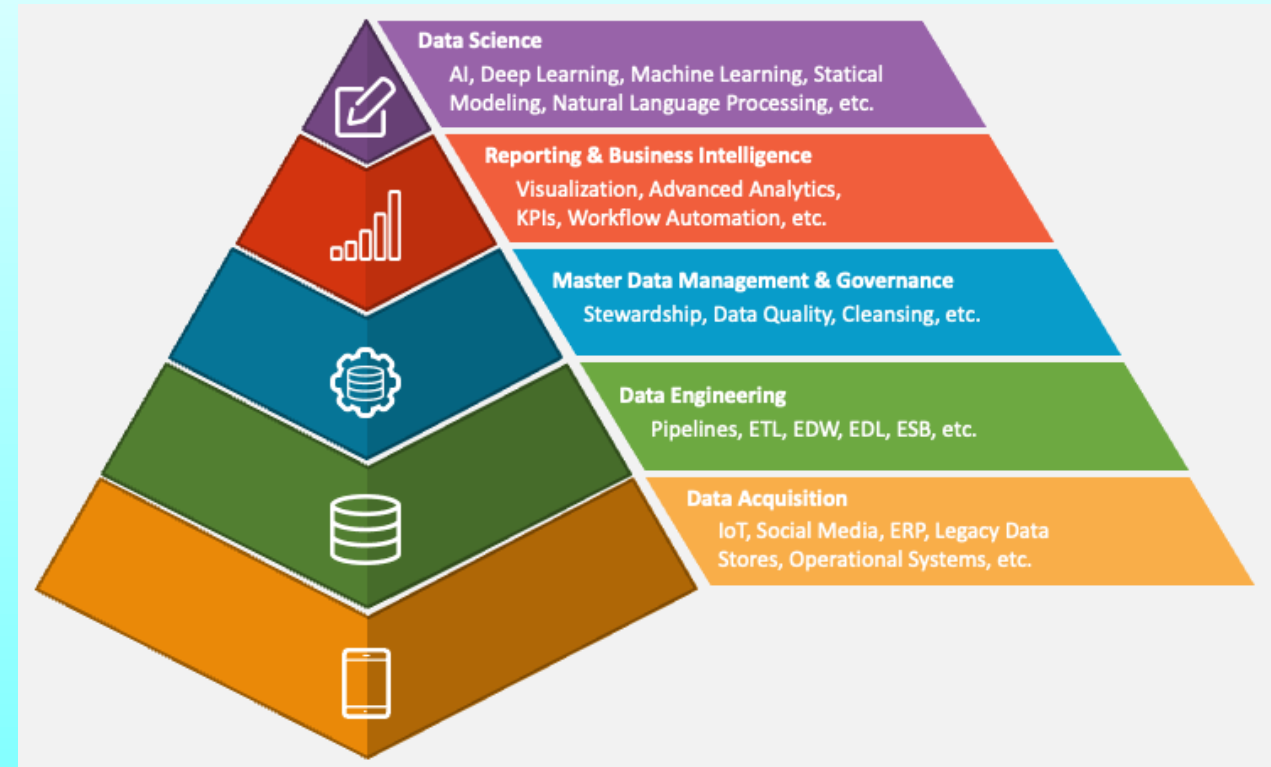 Data Science
AI, Deep Learning, Machine Learning, Statical
Modeling, Natural Language Processing, etc.
Reporting & Business Intelligence
Visualization, Advanced Analytics,
KPIs, Workflow Automation, etc.
Master Data Management & Governance
Stewardship, Data Quality, Cleansing, etc.
Data Engineering
Pipelines, ETL, EDW, EDL, ESB, etc.
Data Acquisition
IoT, Social Media, ERP, Legacy Data
Stores, Operational Systems, etc.